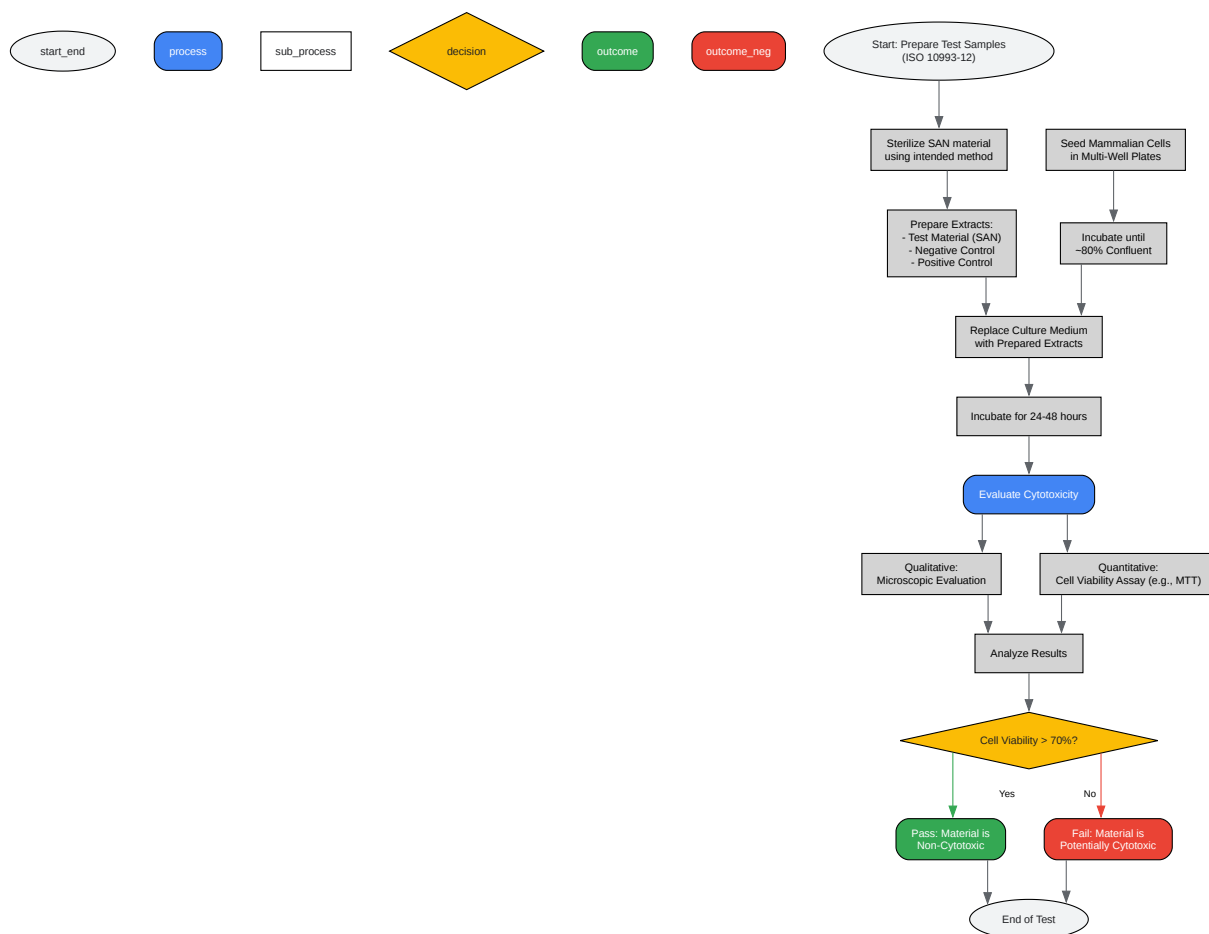 start_end
process
sub_process
decision
outcome
outcome_neg
Start: Prepare Test Samples
(ISO 10993-12)
Sterilize SAN material
using intended method
Seed Mammalian Cells
in Multi-Well Plates
Prepare Extracts:
- Test Material (SAN)
- Negative Control
- Positive Control
Incubate until
~80% Confluent
Replace Culture Medium
with Prepared Extracts
Incubate for 24-48 hours
Evaluate Cytotoxicity
Qualitative:
Microscopic Evaluation
Quantitative:
Cell Viability Assay (e.g., MTT)
Analyze Results
Cell Viability > 70%?
Yes
No
Pass: Material is
Non-Cytotoxic
Fail: Material is
Potentially Cytotoxic
End of Test